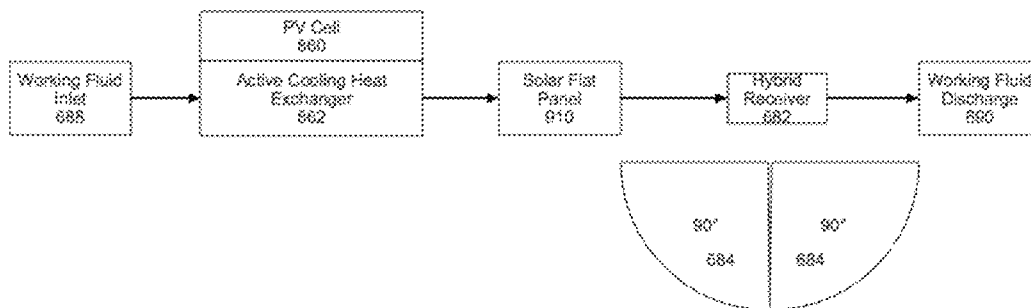 PV Cell
860
Working Fluid
Inlet
688
Active Cooling Heat
Exchanger
862
Solar Flat
Panel
910
Hybrid
Receiver
682
Working Fluid
Discharge
690
90°
684
90°
684